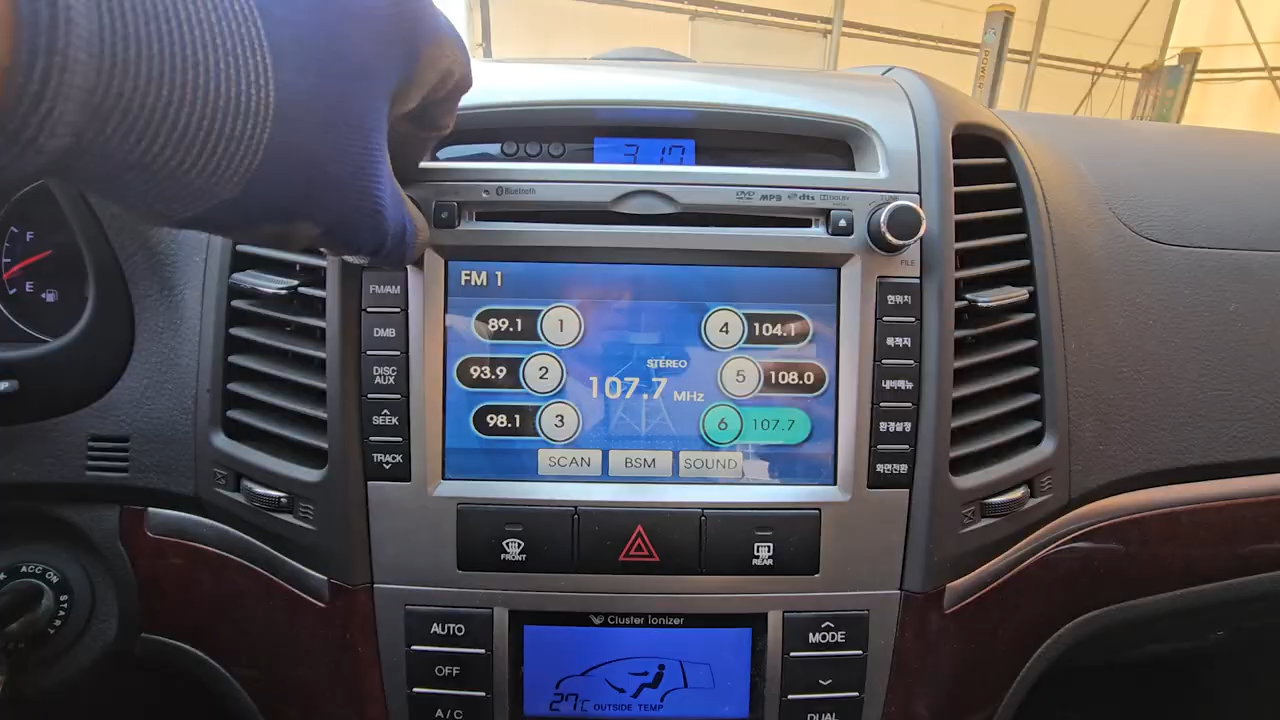 POWER
3 17
Bluetooth
DVD MP3 dts DOLBY
TUNE
FILE
F
E
FM/AM
DMB
DISC
AUX
SEEK
TRACK
FM 1
89.1 1
4 104.1
93.9 2
STEREO
107.7 MHz
5 108.0
98.1 3
6 107.7
SCAN BSM SOUND
현위치
목적지
내비메뉴
환경설정
화면전환
FRONT
REAR
ACC ON
START
Cluster Ionizer
AUTO
OFF
A/C
27°C OUTSIDE TEMP
MODE
DUAL